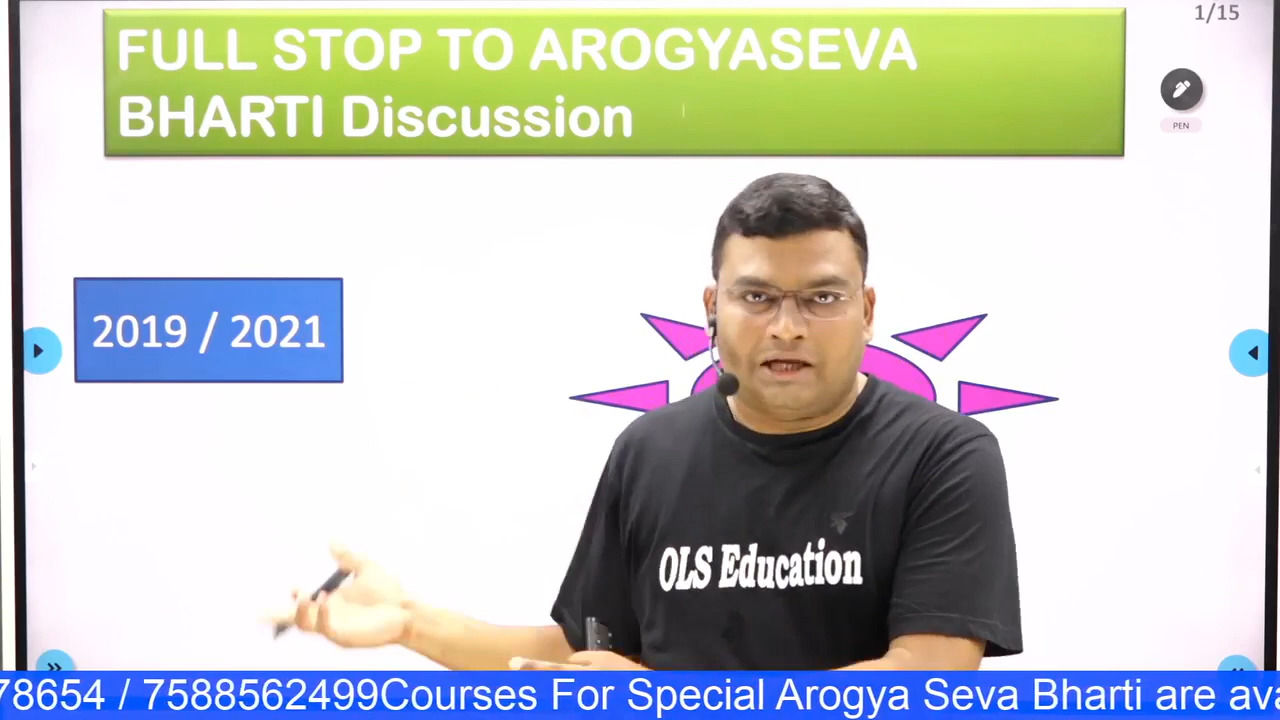 1/15
FULL STOP TO AROGYASEVA
BHARTI Discussion
PEN
2019 / 2021
OLS Education
78654 / 7588562499Courses For Special Arogya Seva Bharti are ava